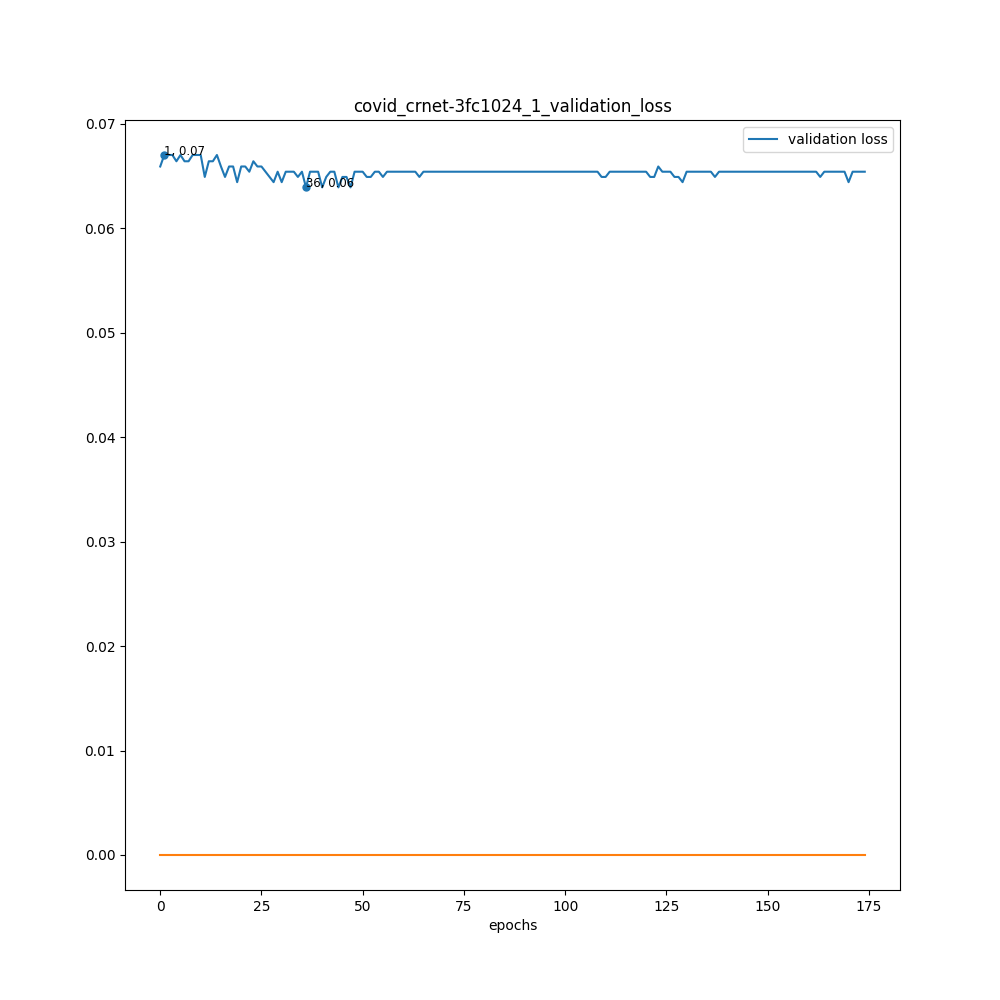 covid_crnet-3fc1024_1_validation_loss
0.07
validation loss
1, 0.07
36, 0.06
0.06
0.05
0.04
0.03
0.02
0.01
0.00
0 25 50 75 100 125 150 175
epochs